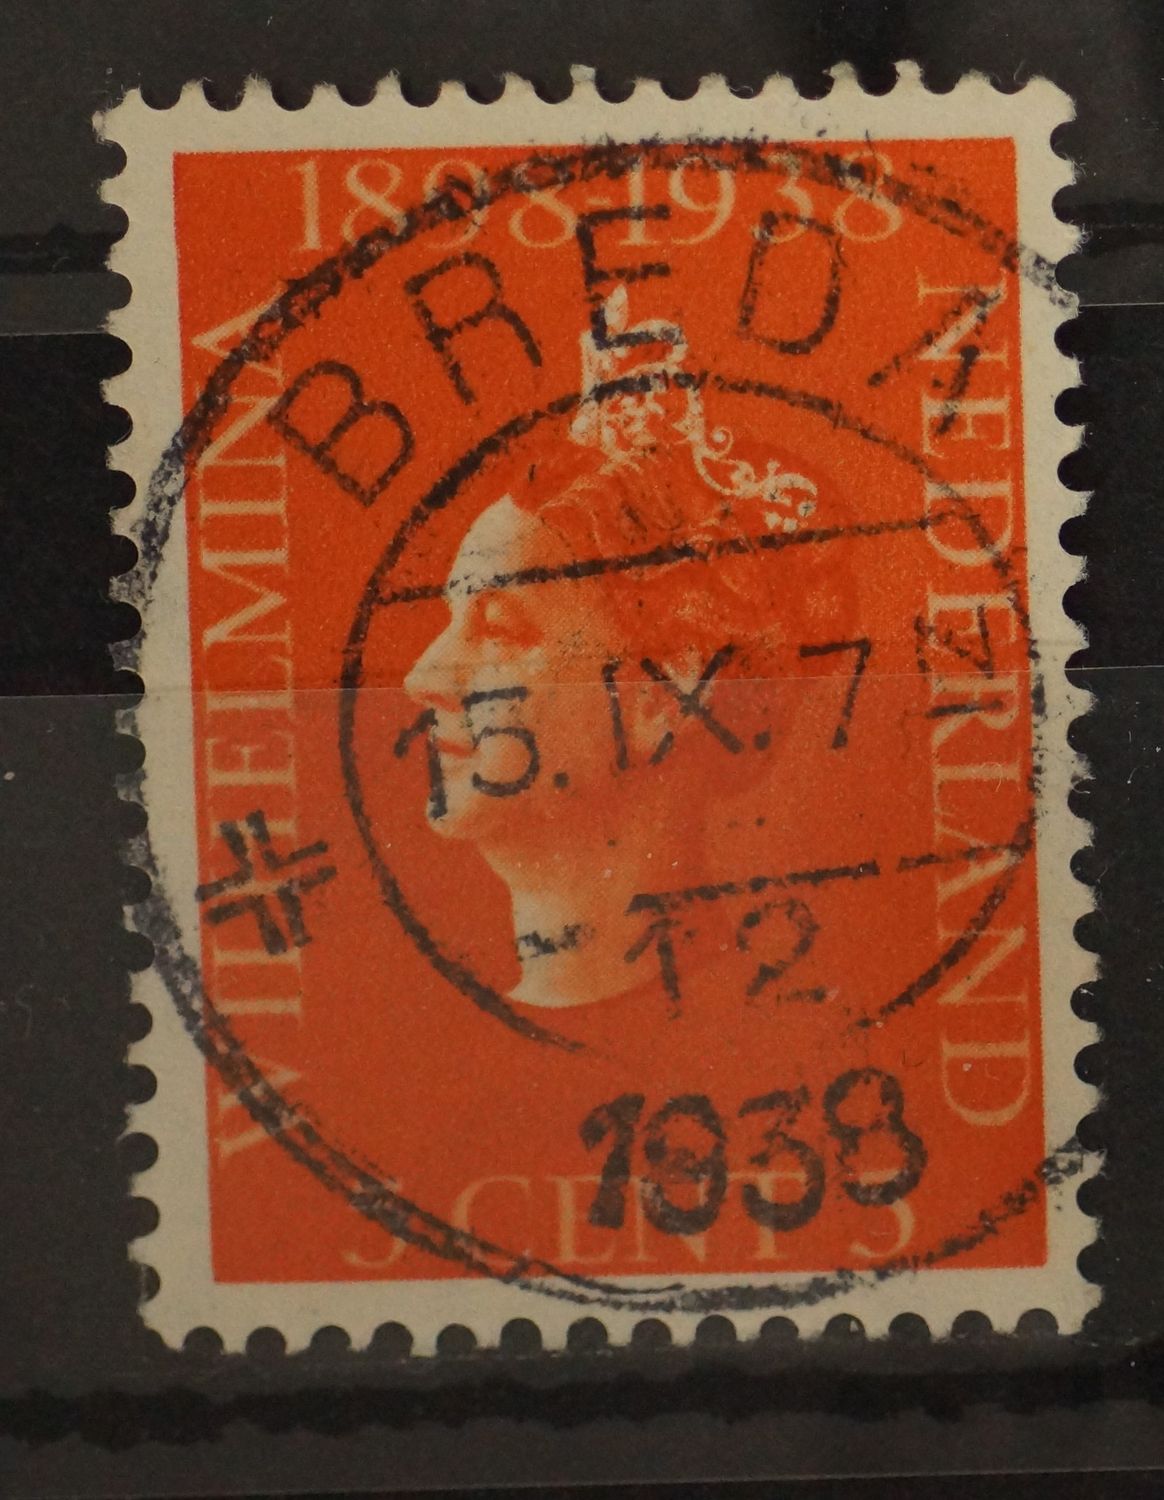 1898-1938
WILHELMINA
NEDERLAND
5 CENT 5
BREDA
15.IX.7
-12
1938